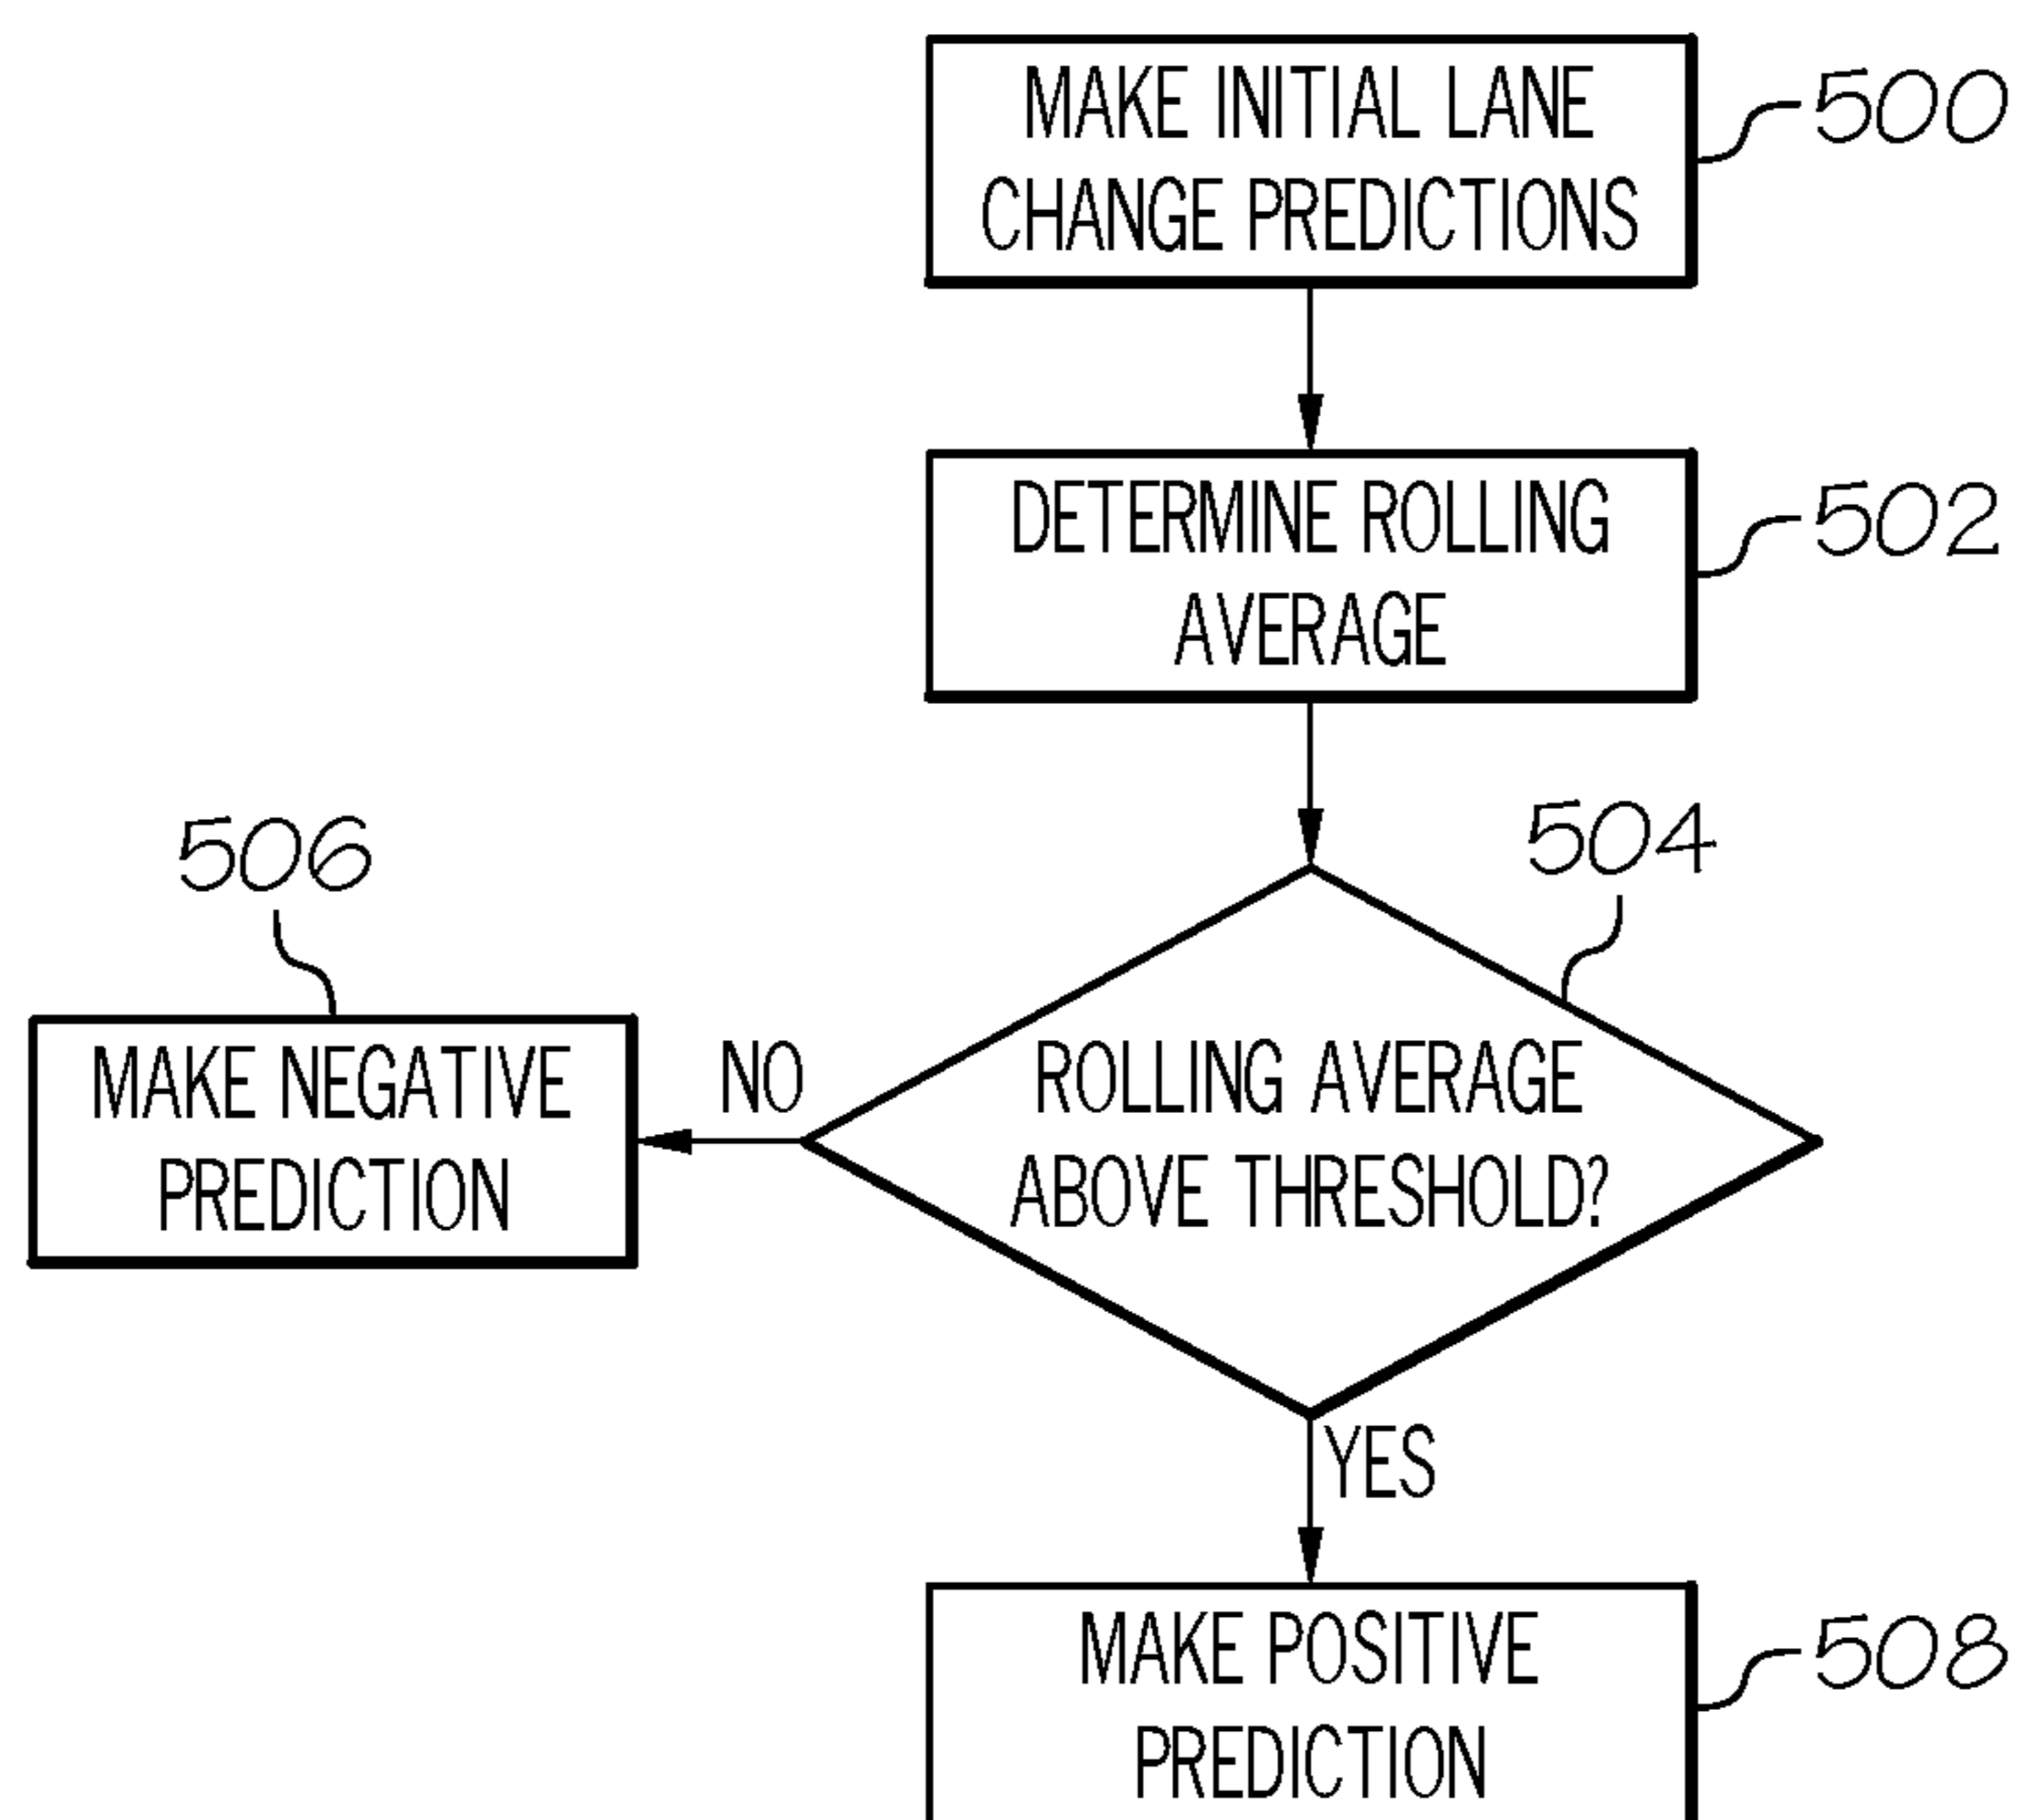 MAKE INITIAL LANE
CHANGE PREDICTIONS
500
DETERMINE ROLLING
AVERAGE
502
504
506
ROLLING AVERAGE
ABOVE THRESHOLD?
NO
MAKE NEGATIVE
PREDICTION
YES
MAKE POSITIVE
PREDICTION
508